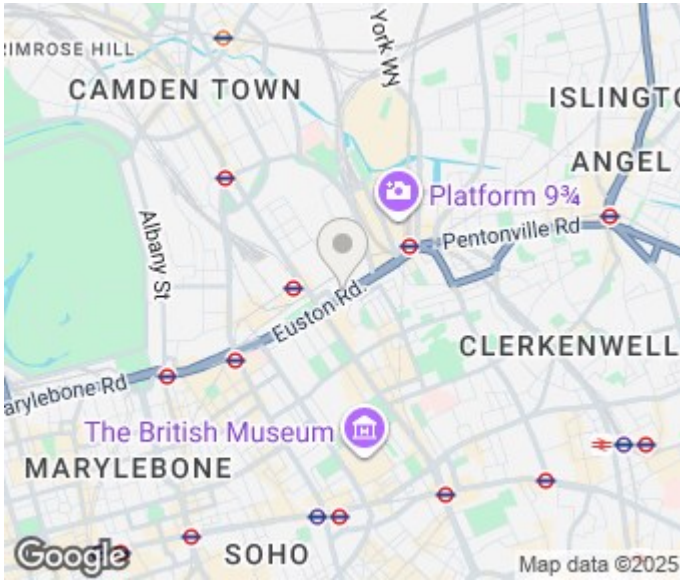 York Wy
RIMROSE HILL
CAMDEN TOWN
ISLINGTO
ANGEL
Platform 9¾
Albany St
Pentonville Rd
Euston Rd.
CLERKENWELL
arylebone Rd
The British Museum
MARYLEBONE
SOHO
Google
Map data ©2025